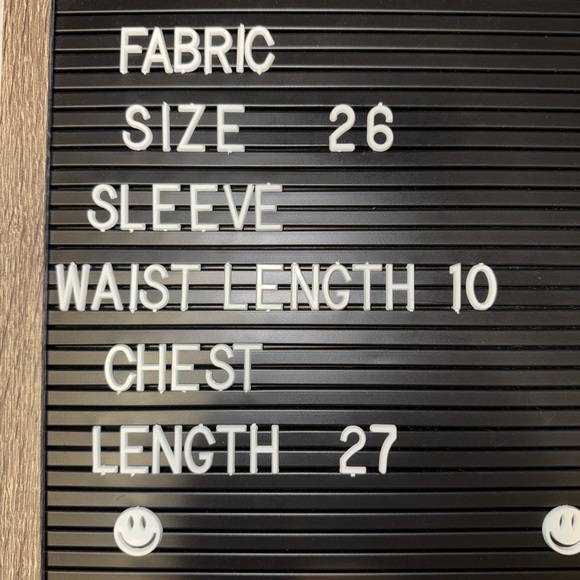 FABRIC
SIZE 26
SLEEVE
WAIST LENGTH 10
CHEST
LENGTH 27